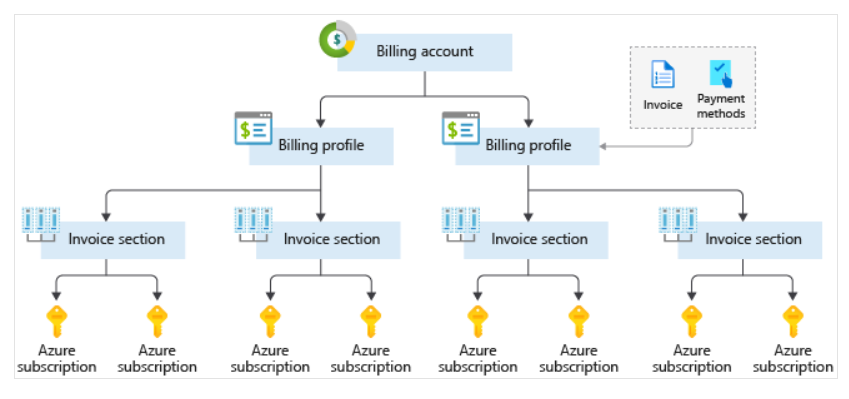 Billing account
Invoice
Payment
methods
Billing profile
Billing profile
Invoice section
Invoice section
Invoice section
Invoice section
Azure
subscription
Azure
subscription
Azure
subscription
Azure
subscription
Azure
subscription
Azure
subscription
Azure
subscription
Azure
subscription